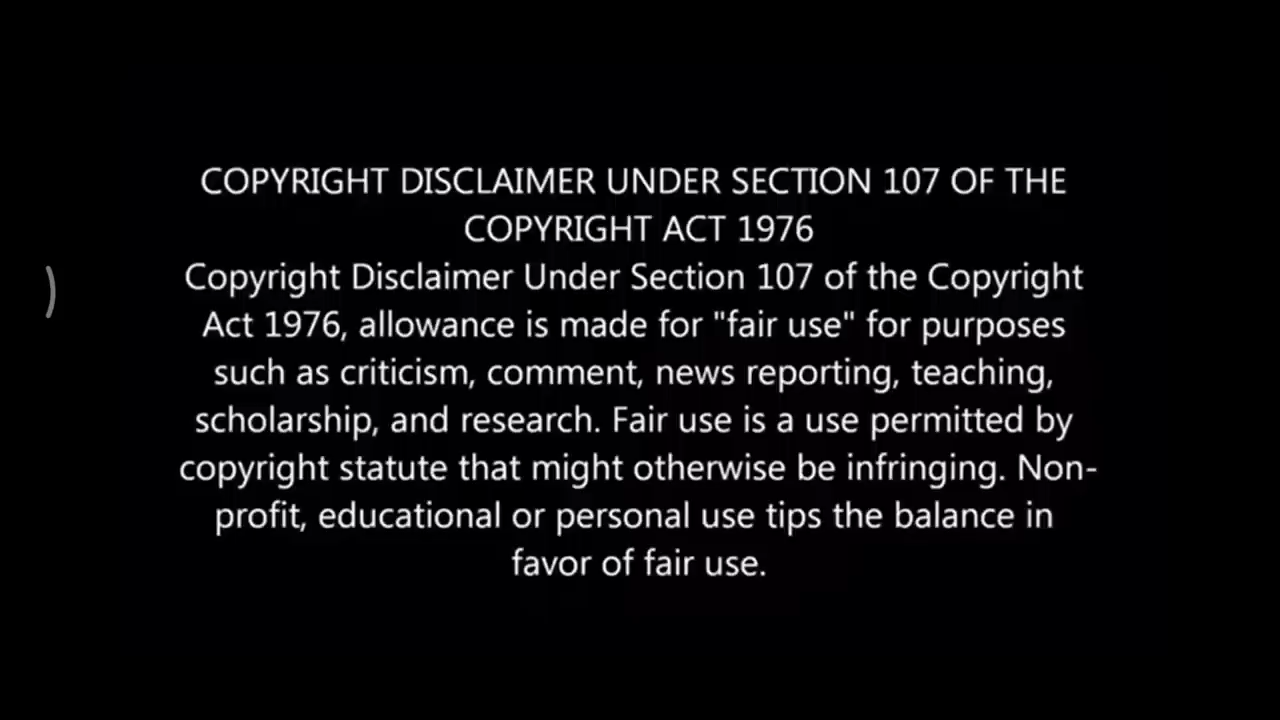 COPYRIGHT DISCLAIMER UNDER SECTION 107 OF THE
COPYRIGHT ACT 1976
Copyright Disclaimer Under Section 107 of the Copyright
Act 1976, allowance is made for "fair use" for purposes
such as criticism, comment, news reporting, teaching,
scholarship, and research. Fair use is a use permitted by
copyright statute that might otherwise be infringing. Non-
profit, educational or personal use tips the balance in
favor of fair use.